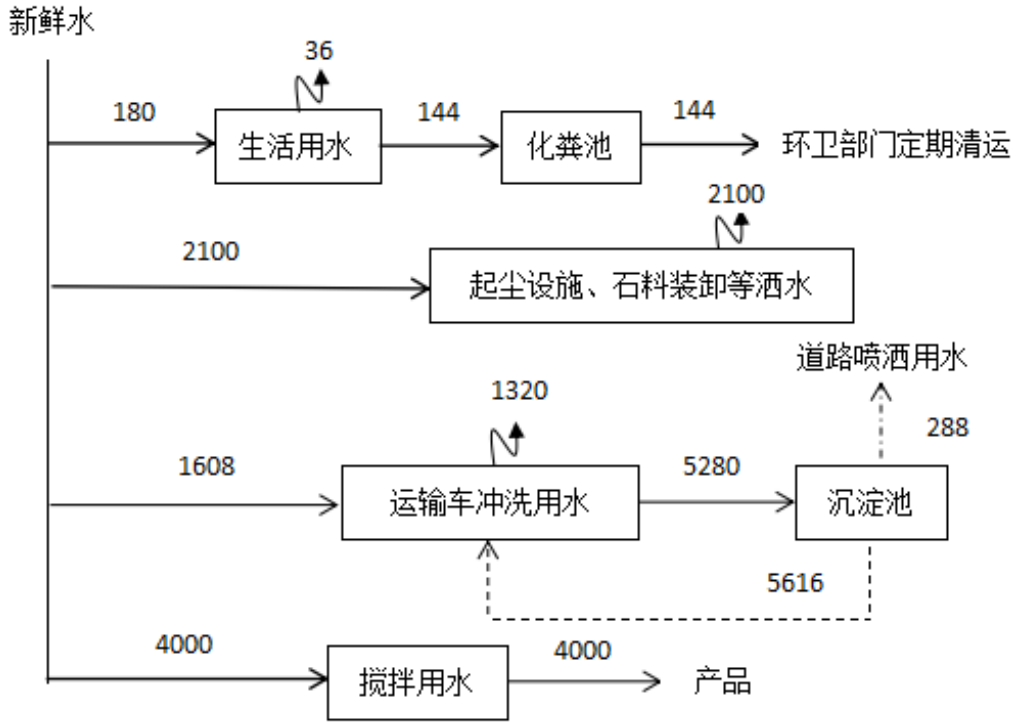 新鲜水
36
180
生活用水
144
化粪池
144
环卫部门定期清运
2100
2100
起尘设施、石料装卸等洒水
道路喷洒用水
288
1320
1608
运输车冲洗用水
5280
沉淀池
5616
4000
搅拌用水
4000
产品